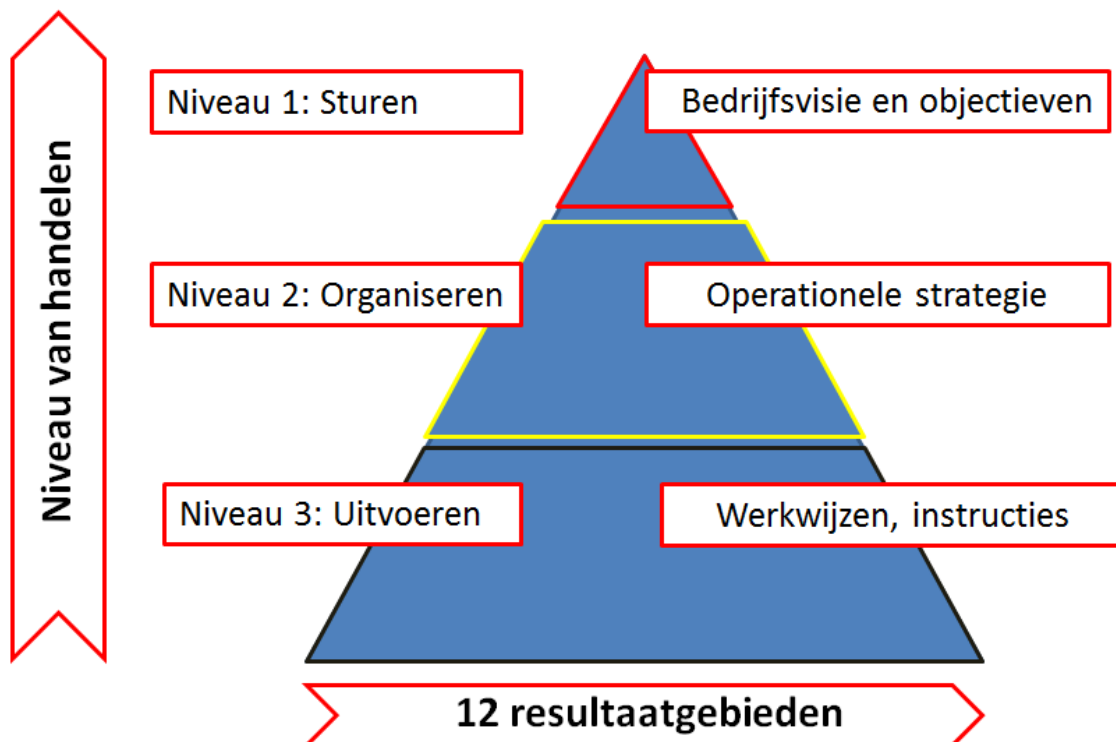 Niveau van handelen
Niveau 1: Sturen
Bedrijfsvisie en objectieven
Niveau 2: Organiseren
Operationele strategie
Niveau 3: Uitvoeren
Werkwijzen, instructies
12 resultaatgebieden